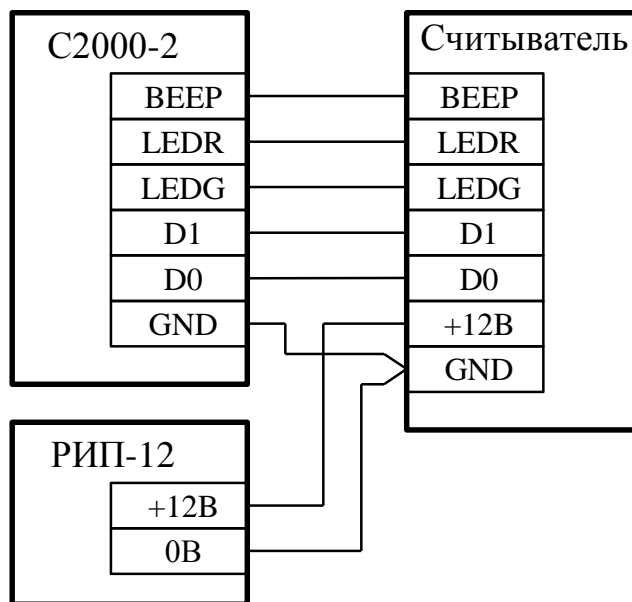 С2000-2
BEEP
LEDR
LEDG
D1
D0
GND
Считыватель
BEEP
LEDR
LEDG
D1
D0
+12В
GND
РИП-12
+12В
0В